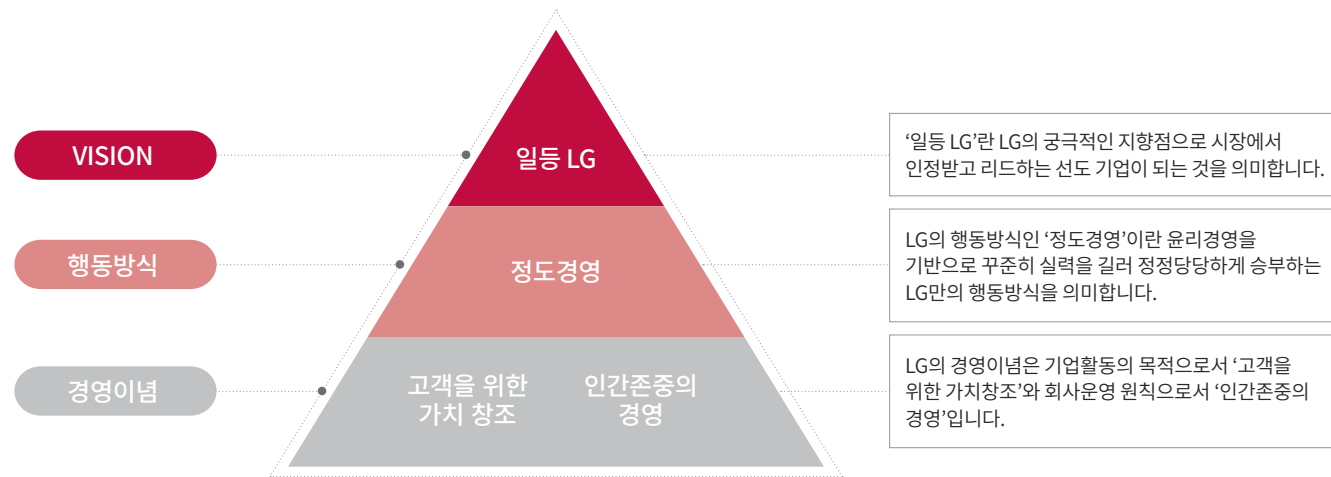 VISION
일등 LG
‘일등 LG’란 LG의 궁극적인 지향점으로 시장에서
인정받고 리드하는 선도 기업이 되는 것을 의미합니다.
행동방식
정도경영
LG의 행동방식인 ‘정도경영’이란 윤리경영을
기반으로 꾸준히 실력을 길러 정정당당하게 승부하는
LG만의 행동방식을 의미합니다.
경영이념
고객을 위한
가치 창조
인간존중의
경영
LG의 경영이념은 기업활동의 목적으로서 ‘고객을
위한 가치창조’와 회사운영 원칙으로서 ‘인간존중의
경영’입니다.